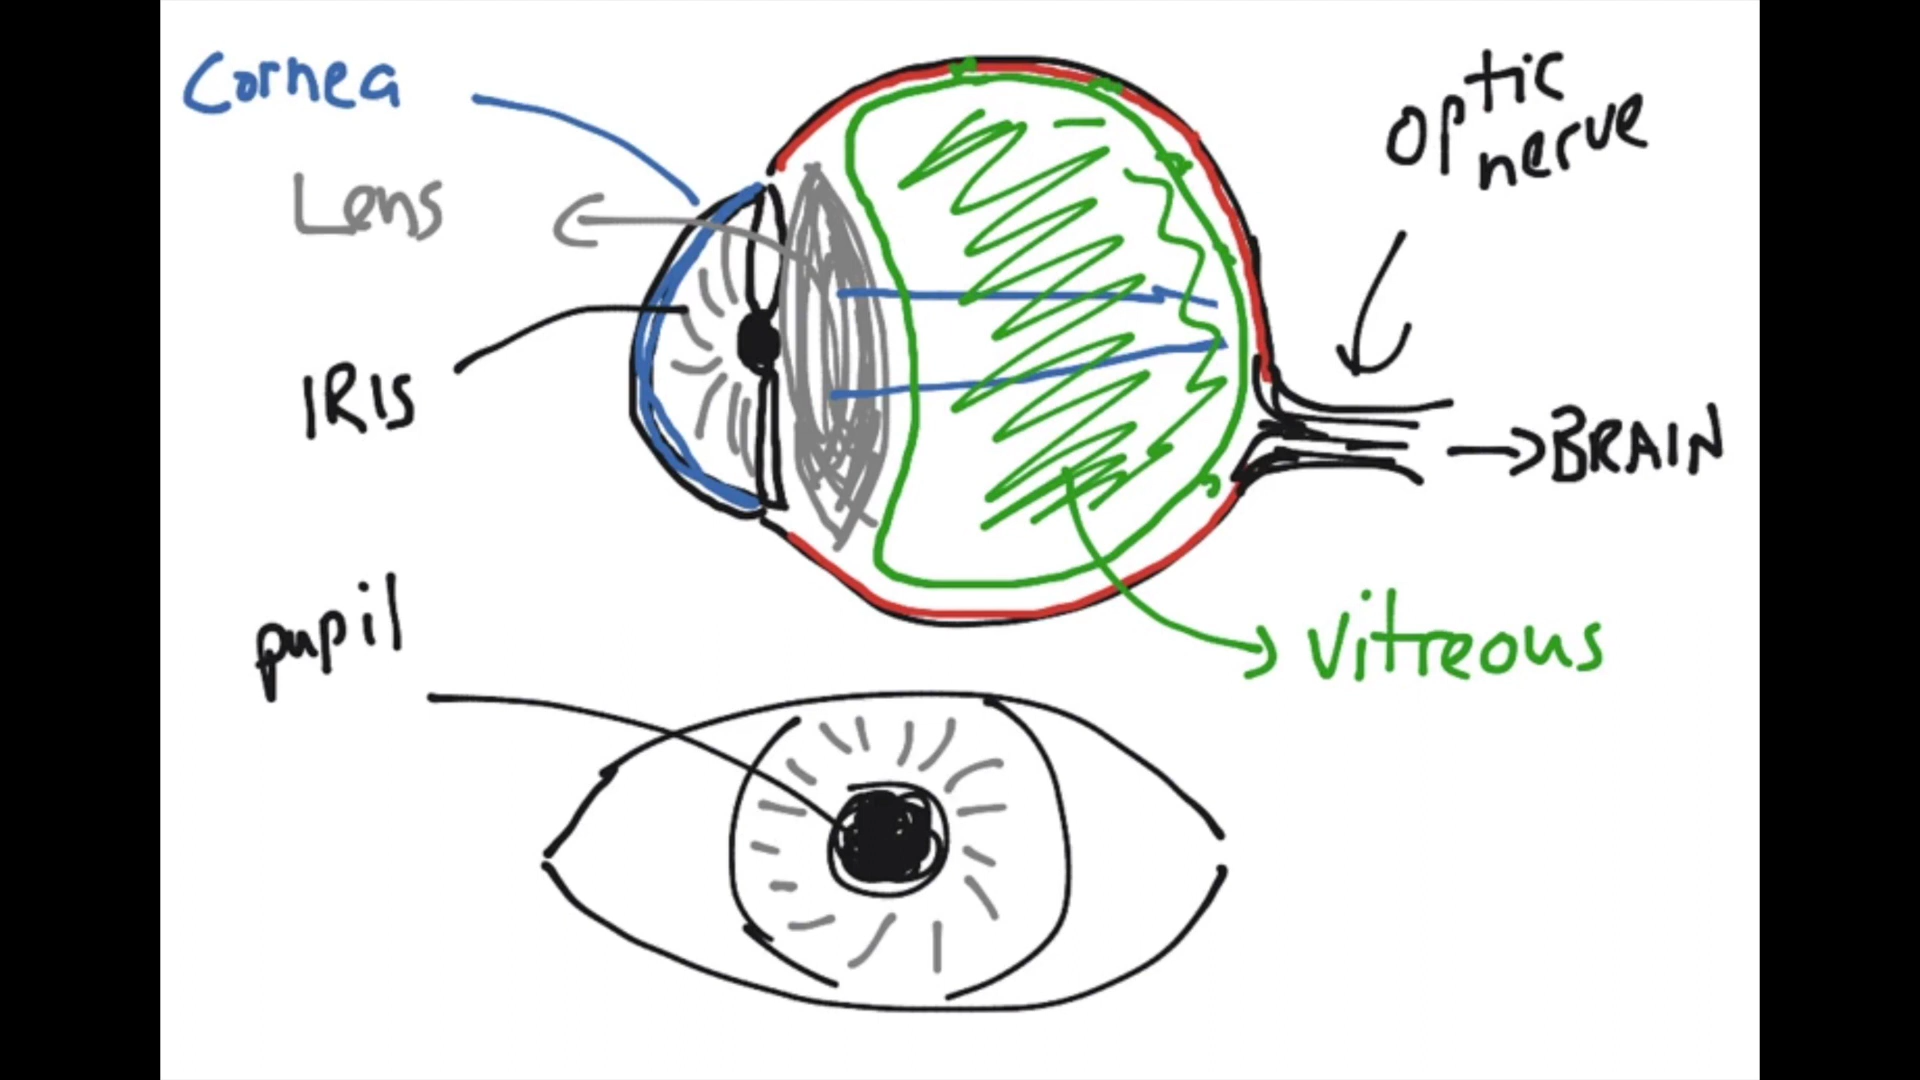 Cornea
Lens
IRIS
pupil
optic
nerve
BRAIN
Vitreous